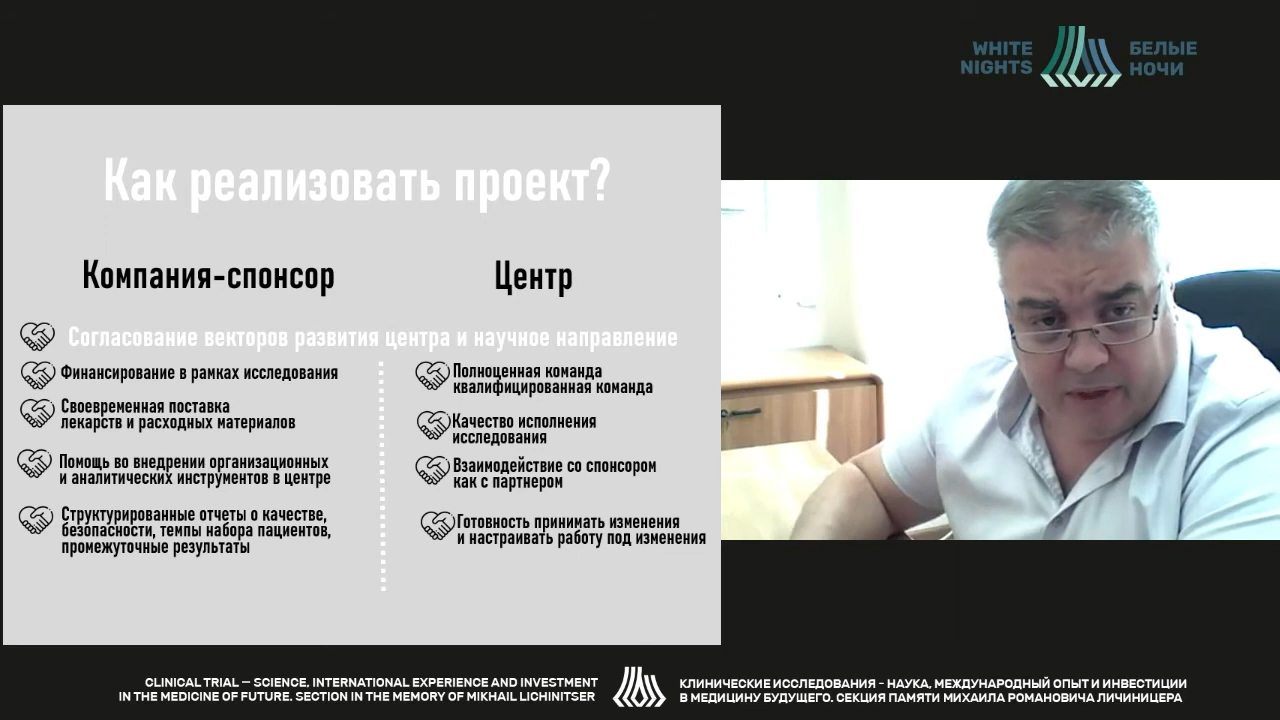 WHITE
NIGHTS
БЕЛЫЕ
НОЧИ
Как реализовать проект?
Компания-спонсор
Центр
Согласование векторов развития центра и научное направление
Финансирование в рамках исследования
Своевременная поставка
лекарств и расходных материалов
Помощь во внедрении организационных
и аналитических инструментов в центре
Структурированные отчеты о качестве,
безопасности, темпы набора пациентов,
промежуточные результаты
Полноценная команда
квалифицированная команда
Качество исполнения
исследования
Взаимодействие со спонсором
как с партнером
Готовность принимать изменения
и настраивать работу под изменения
CLINICAL TRIAL – SCIENCE, INTERNATIONAL EXPERIENCE AND INVESTMENT
IN THE MEDICINE OF FUTURE. SECTION IN THE MEMORY OF MIKHAIL LICHINITSER
КЛИНИЧЕСКИЕ ИССЛЕДОВАНИЯ - НАУКА, МЕЖДУНАРОДНЫЙ ОПЫТ И ИНВЕСТИЦИИ
В МЕДИЦИНУ БУДУЩЕГО. СЕКЦИЯ ПАМЯТИ МИХАИЛА РОМАНОВИЧА ЛИЧИНИЦЕРА